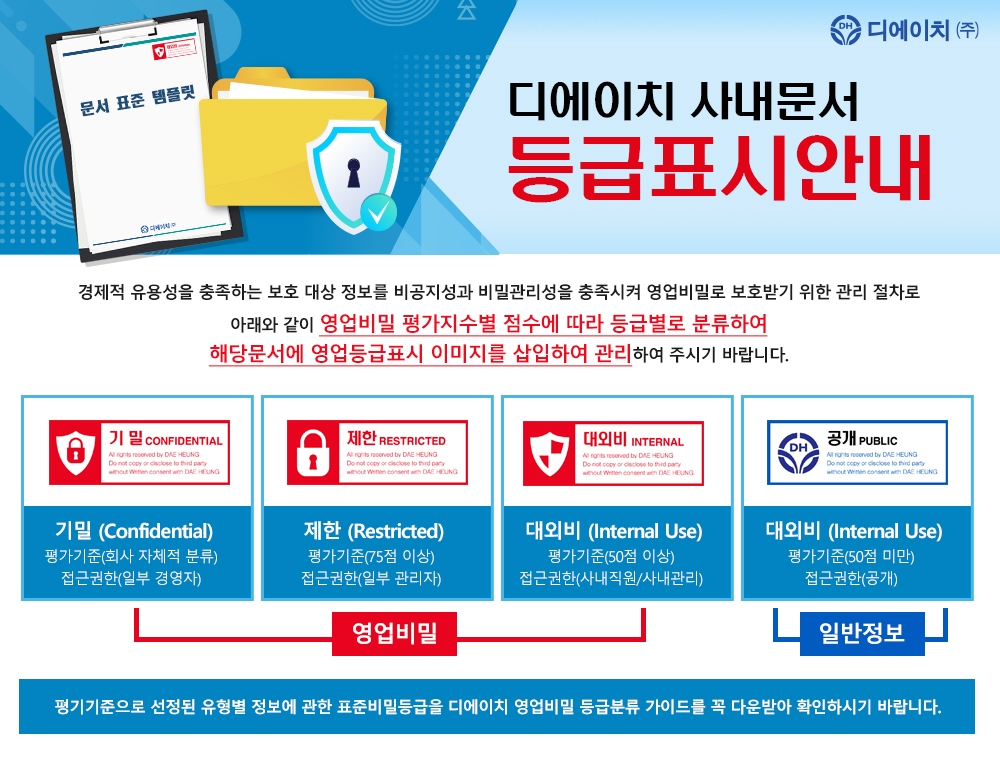 DH 디에이치 (주)
문서 표준 템플릿
디에이치(주)
디에이치 사내문서
등급표시안내
경제적 유용성을 충족하는 보호 대상 정보를 비공지성과 비밀관리성을 충족시켜 영업비밀로 보호받기 위한 관리 절차로
아래와 같이 영업비밀 평가지수별 점수에 따라 등급별로 분류하여
해당문서에 영업등급표시 이미지를 삽입하여 관리하여 주시기 바랍니다.
기 밀 CONFIDENTIAL
All rights reserved by DAE HEUNG
Do not copy or disclose to third party
without Written consent with DAE HEUNG
기밀 (Confidential)
평가기준(회사 자체적 분류)
접근권한(일부 경영자)
제한 RESTRICTED
All rights reserved by DAE HEUNG
Do not copy or disclose to third party
without Written consent with DAE HEUNG
제한 (Restricted)
평가기준(75점 이상)
접근권한(일부 관리자)
대외비 INTERNAL
All rights reserved by DAE HEUNG
Do not copy or disclose to third party
without Written consent with DAE HEUNG
대외비 (Internal Use)
평가기준(50점 이상)
접근권한(사내직원/사내관리)
DH
공개 PUBLIC
All rights reserved by DAE HEUNG
Do not copy or disclose to third party
without Written consent with DAE HEUNG
대외비 (Internal Use)
평가기준(50점 미만)
접근권한(공개)
영업비밀
일반정보
평기기준으로 선정된 유형별 정보에 관한 표준비밀등급을 디에이치 영업비밀 등급분류 가이드를 꼭 다운받아 확인하시기 바랍니다.